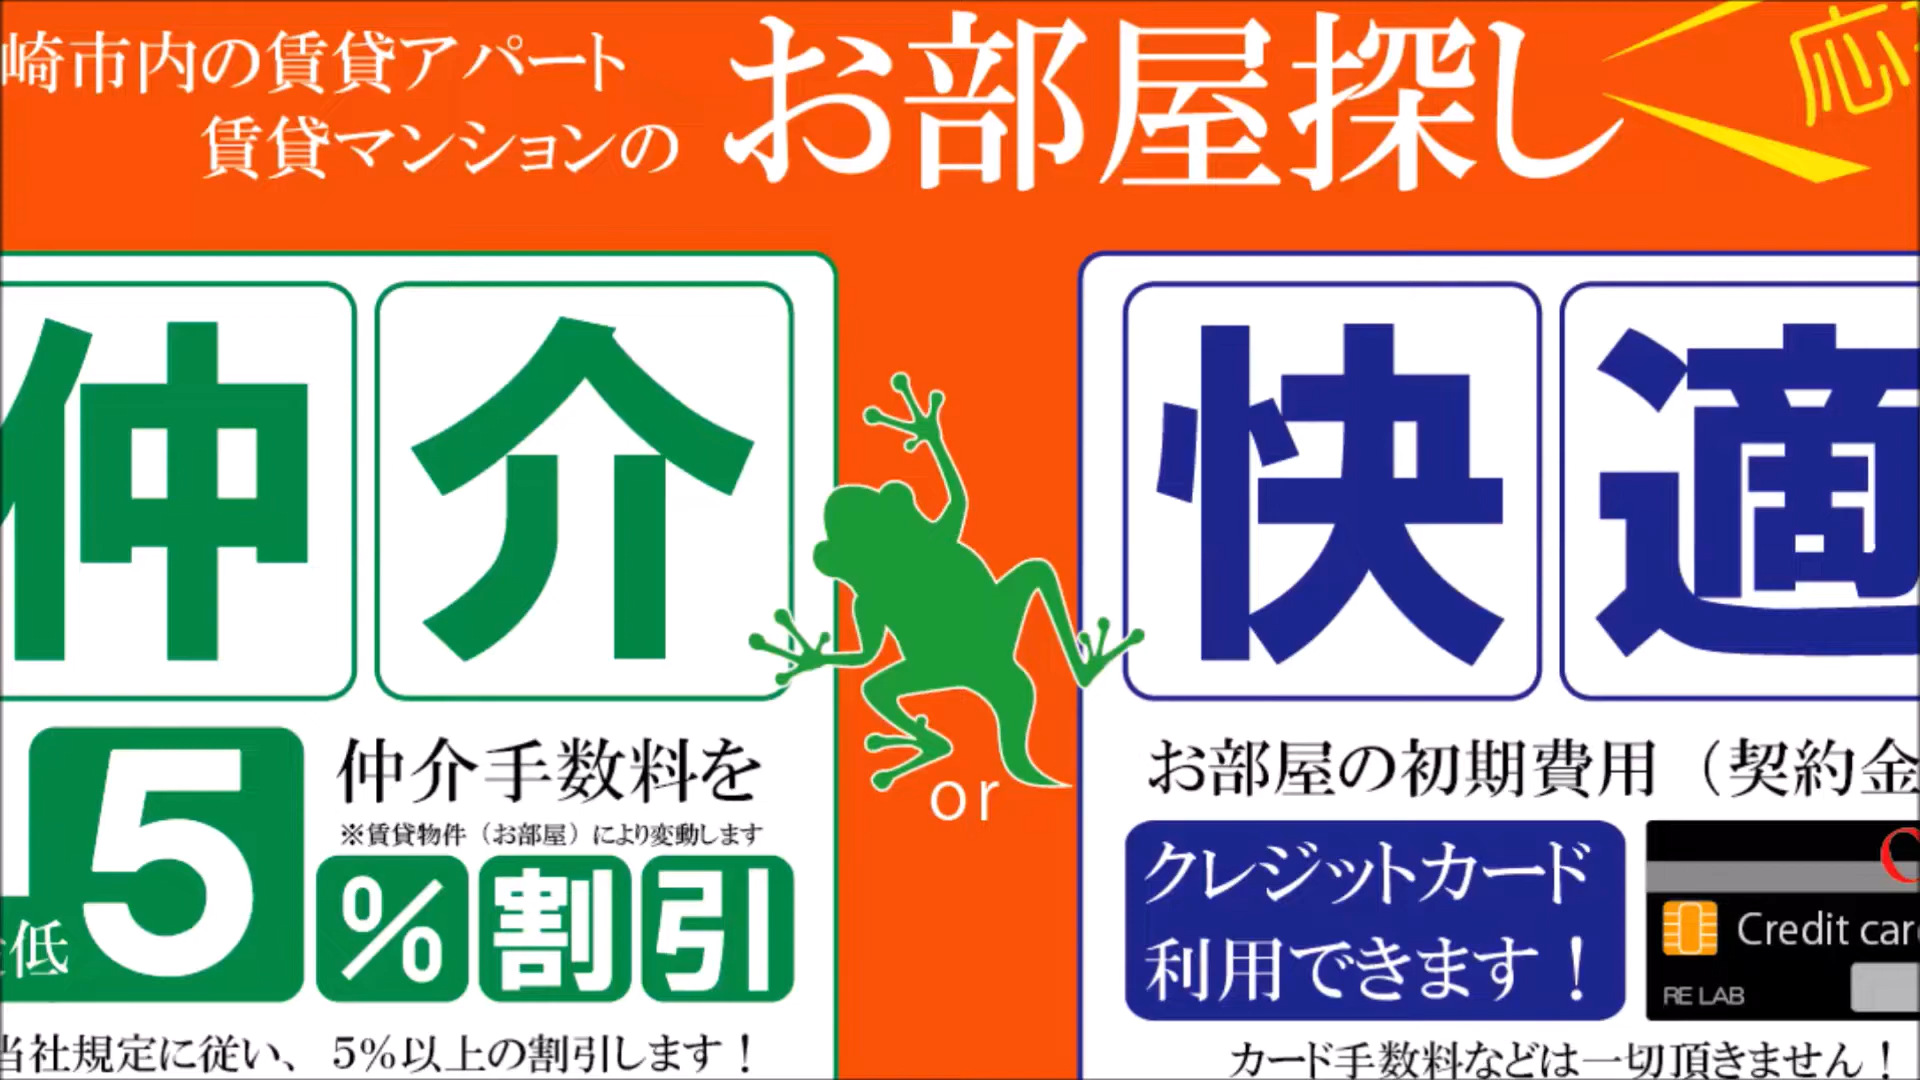 崎市内の賃貸アパート
賃貸マンションの
お部屋探し
応
仲介
快適
5
仲介手数料を
※賃貸物件（お部屋）により変動します
低
%割引
当社規定に従い、5%以上の割引します！
or
お部屋の初期費用（契約金
クレジットカード
利用できます！
Credit car
RE LAB
カード手数料などは一切頂きません！